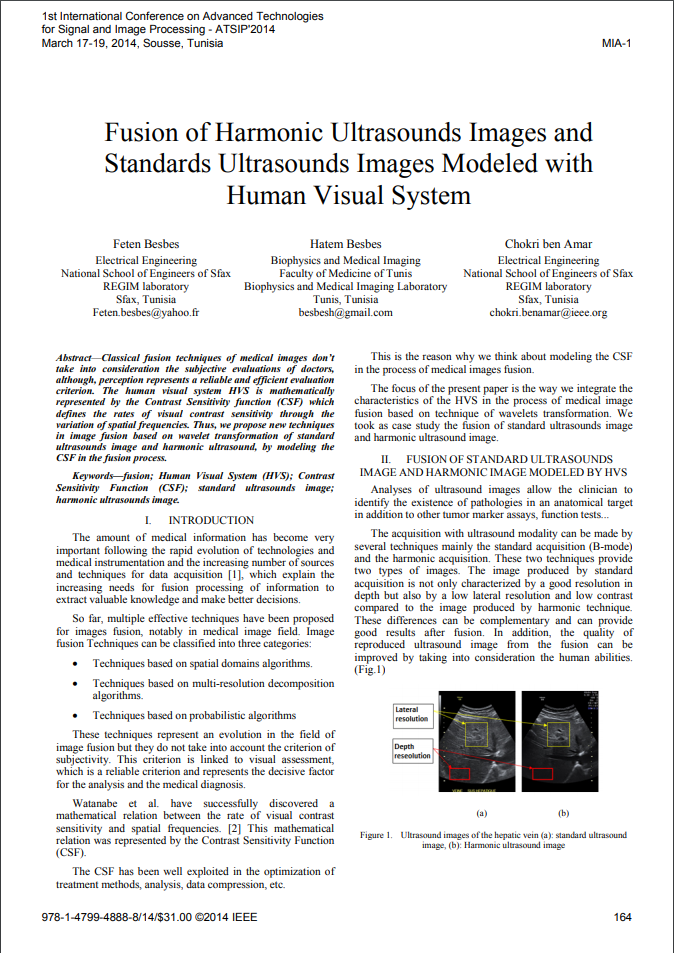 1st International Conference on Advanced Technologies
for Signal and Image Processing - ATSIP'2014
March 17-19, 2014, Sousse, Tunisia
MIA-1
Fusion of Harmonic Ultrasounds Images and
Standards Ultrasounds Images Modeled with
Human Visual System
Feten Besbes
Electrical Engineering
National School of Engineers of Sfax
REGIM laboratory
Sfax, Tunisia
Feten.besbes@yahoo.fr
Hatem Besbes
Biophysics and Medical Imaging
Faculty of Medicine of Tunis
Biophysics and Medical Imaging Laboratory
Tunis, Tunisia
besbesh@gmail.com
Chokri ben Amar
Electrical Engineering
National School of Engineers of Sfax
REGIM laboratory
Sfax, Tunisia
chokri.benamar@ieee.org
Abstract—Classical fusion techniques of medical images don't
take into consideration the subjective evaluations of doctors,
although, perception represents a reliable and efficient evaluation
criterion. The human visual system HVS is mathematically
represented by the Contrast Sensitivity function (CSF) which
defines the rates of visual contrast sensitivity through the
variation of spatial frequencies. Thus, we propose new techniques
in image fusion based on wavelet transformation of standard
ultrasounds image and harmonic ultrasound, by modeling the
CSF in the fusion process.
Keywords—fusion; Human Visual System (HVS); Contrast
Sensitivity Function (CSF); standard ultrasounds image;
harmonic ultrasounds image.
I. INTRODUCTION
The amount of medical information has become very
important following the rapid evolution of technologies and
medical instrumentation and the increasing number of sources
and techniques for data acquisition [1], which explain the
increasing needs for fusion processing of information to
extract valuable knowledge and make better decisions.
So far, multiple effective techniques have been proposed
for images fusion, notably in medical image field. Image
fusion Techniques can be classified into three categories:
• Techniques based on spatial domains algorithms.
• Techniques based on multi-resolution decomposition
algorithms.
• Techniques based on probabilistic algorithms
These techniques represent an evolution in the field of
image fusion but they do not take into account the criterion of
subjectivity. This criterion is linked to visual assessment,
which is a reliable criterion and represents the decisive factor
for the analysis and the medical diagnosis.
Watanabe et al. have successfully discovered a
mathematical relation between the rate of visual contrast
sensitivity and spatial frequencies. [2] This mathematical
relation was represented by the Contrast Sensitivity Function
(CSF).
The CSF has been well exploited in the optimization of
treatment methods, analysis, data compression, etc.
This is the reason why we think about modeling the CSF
in the process of medical images fusion.
The focus of the present paper is the way we integrate the
characteristics of the HVS in the process of medical image
fusion based on technique of wavelets transformation. We
took as case study the fusion of standard ultrasounds image
and harmonic ultrasound image.
II. FUSION OF STANDARD ULTRASOUNDS
IMAGE AND HARMONIC IMAGE MODELED BY HVS
Analyses of ultrasound images allow the clinician to
identify the existence of pathologies in an anatomical target
in addition to other tumor marker assays, function tests...
The acquisition with ultrasound modality can be made by
several techniques mainly the standard acquisition (B-mode)
and the harmonic acquisition. These two techniques provide
two types of images. The image produced by standard
acquisition is not only characterized by a good resolution in
depth but also by a low lateral resolution and low contrast
compared to the image produced by harmonic technique.
These differences can be complementary and can provide
good results after fusion. In addition, the quality of
reproduced ultrasound image from the fusion can be
improved by taking into consideration the human abilities.
(Fig.1)
Lateral
resolution
Depth
reseolution
(a)
(b)
Figure 1. Ultrasound images of the hepatic vein (a): standard ultrasound
image, (b): Harmonic ultrasound image
978-1-4799-4888-8/14/$31.00 ©2014 IEEE
164